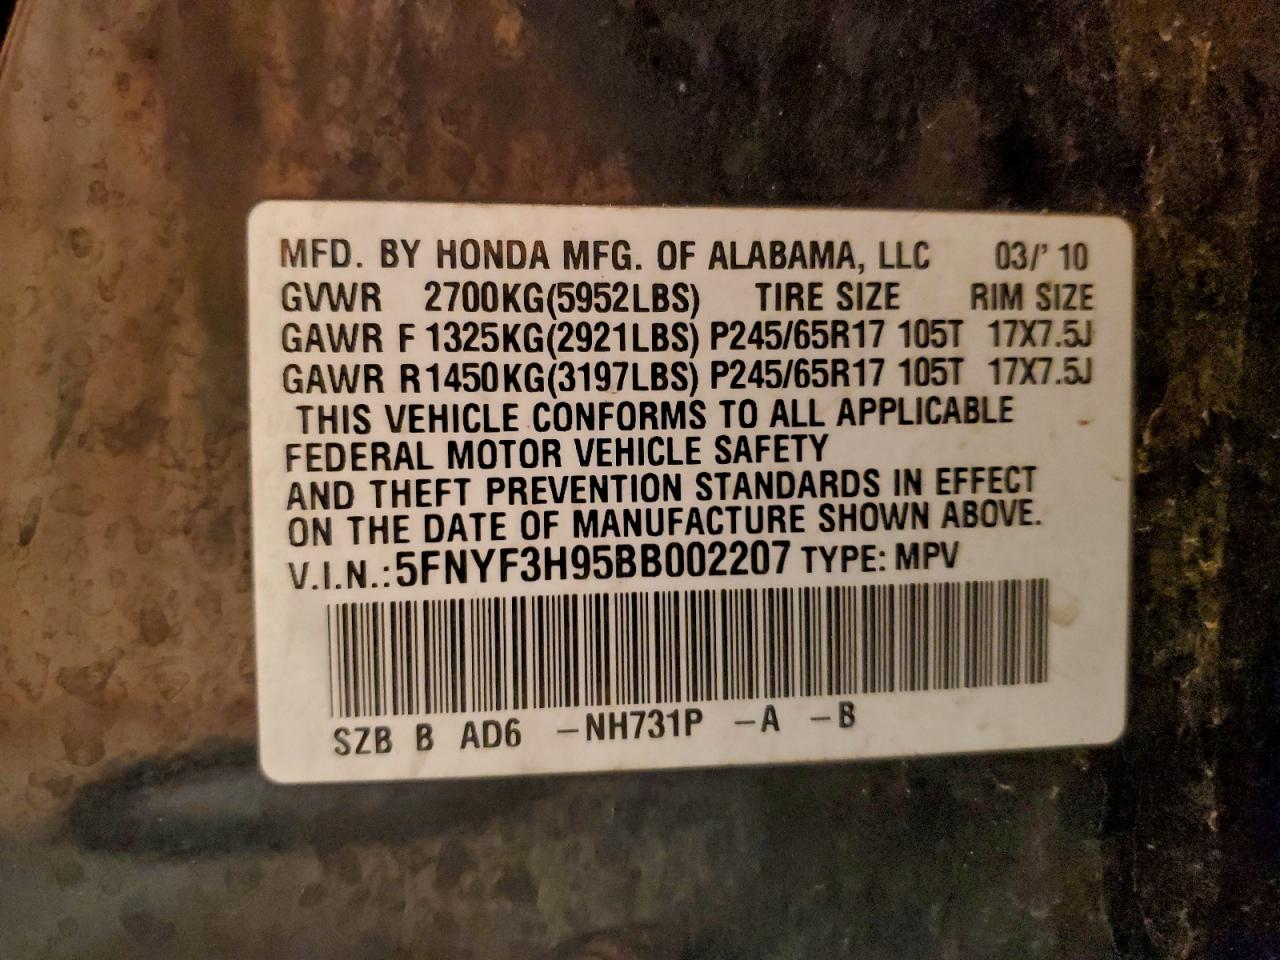 MFD. BY HONDA MFG. OF ALABAMA, LLC 03/' 10
GVWR 2700KG(5952LBS) TIRE SIZE RIM SIZE
GAWR F 1325KG(2921LBS) P245/65R17 105T 17X7.5J
GAWR R1450KG(3197LBS) P245/65R17 105T 17X7.5J
THIS VEHICLE CONFORMS TO ALL APPLICABLE
FEDERAL MOTOR VEHICLE SAFETY
AND THEFT PREVENTION STANDARDS IN EFFECT
ON THE DATE OF MANUFACTURE SHOWN ABOVE.
V.I.N.:5FNYF3H95BB002207 TYPE: MPV
SZB B AD6 –NH731P –A –B